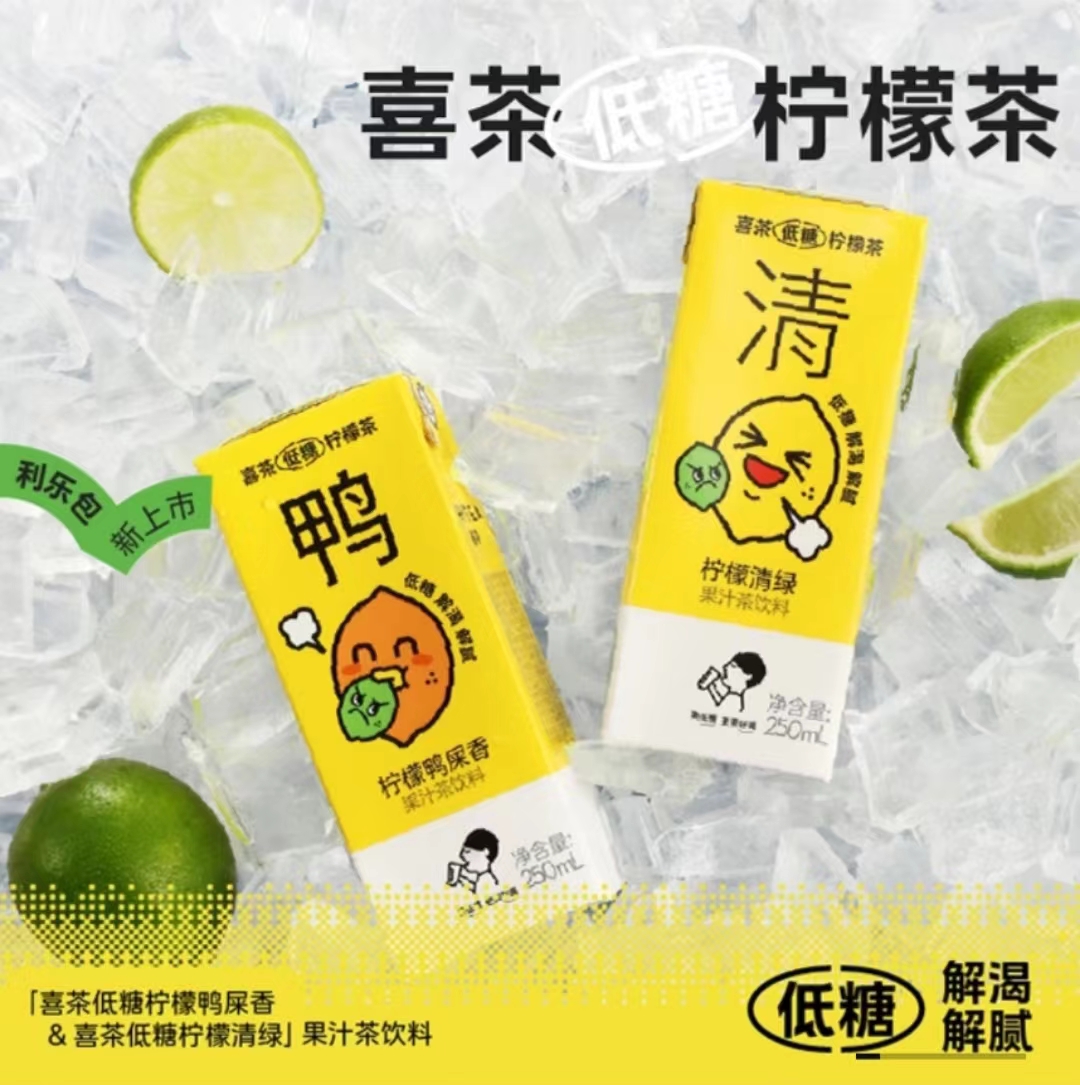 喜茶 低糖 柠檬茶
喜茶 低糖 柠檬茶
清
低糖 解渴 解腻
柠檬清绿
果汁茶饮料
净含量:
250mL
利乐包
新上市
喜茶 低糖 柠檬茶
鸭
低糖 解渴 解腻
柠檬鸭屎香
果汁茶饮料
净含量:
250mL
「喜茶低糖柠檬鸭屎香
& 喜茶低糖柠檬清绿」果汁茶饮料
低糖
解渴
解腻